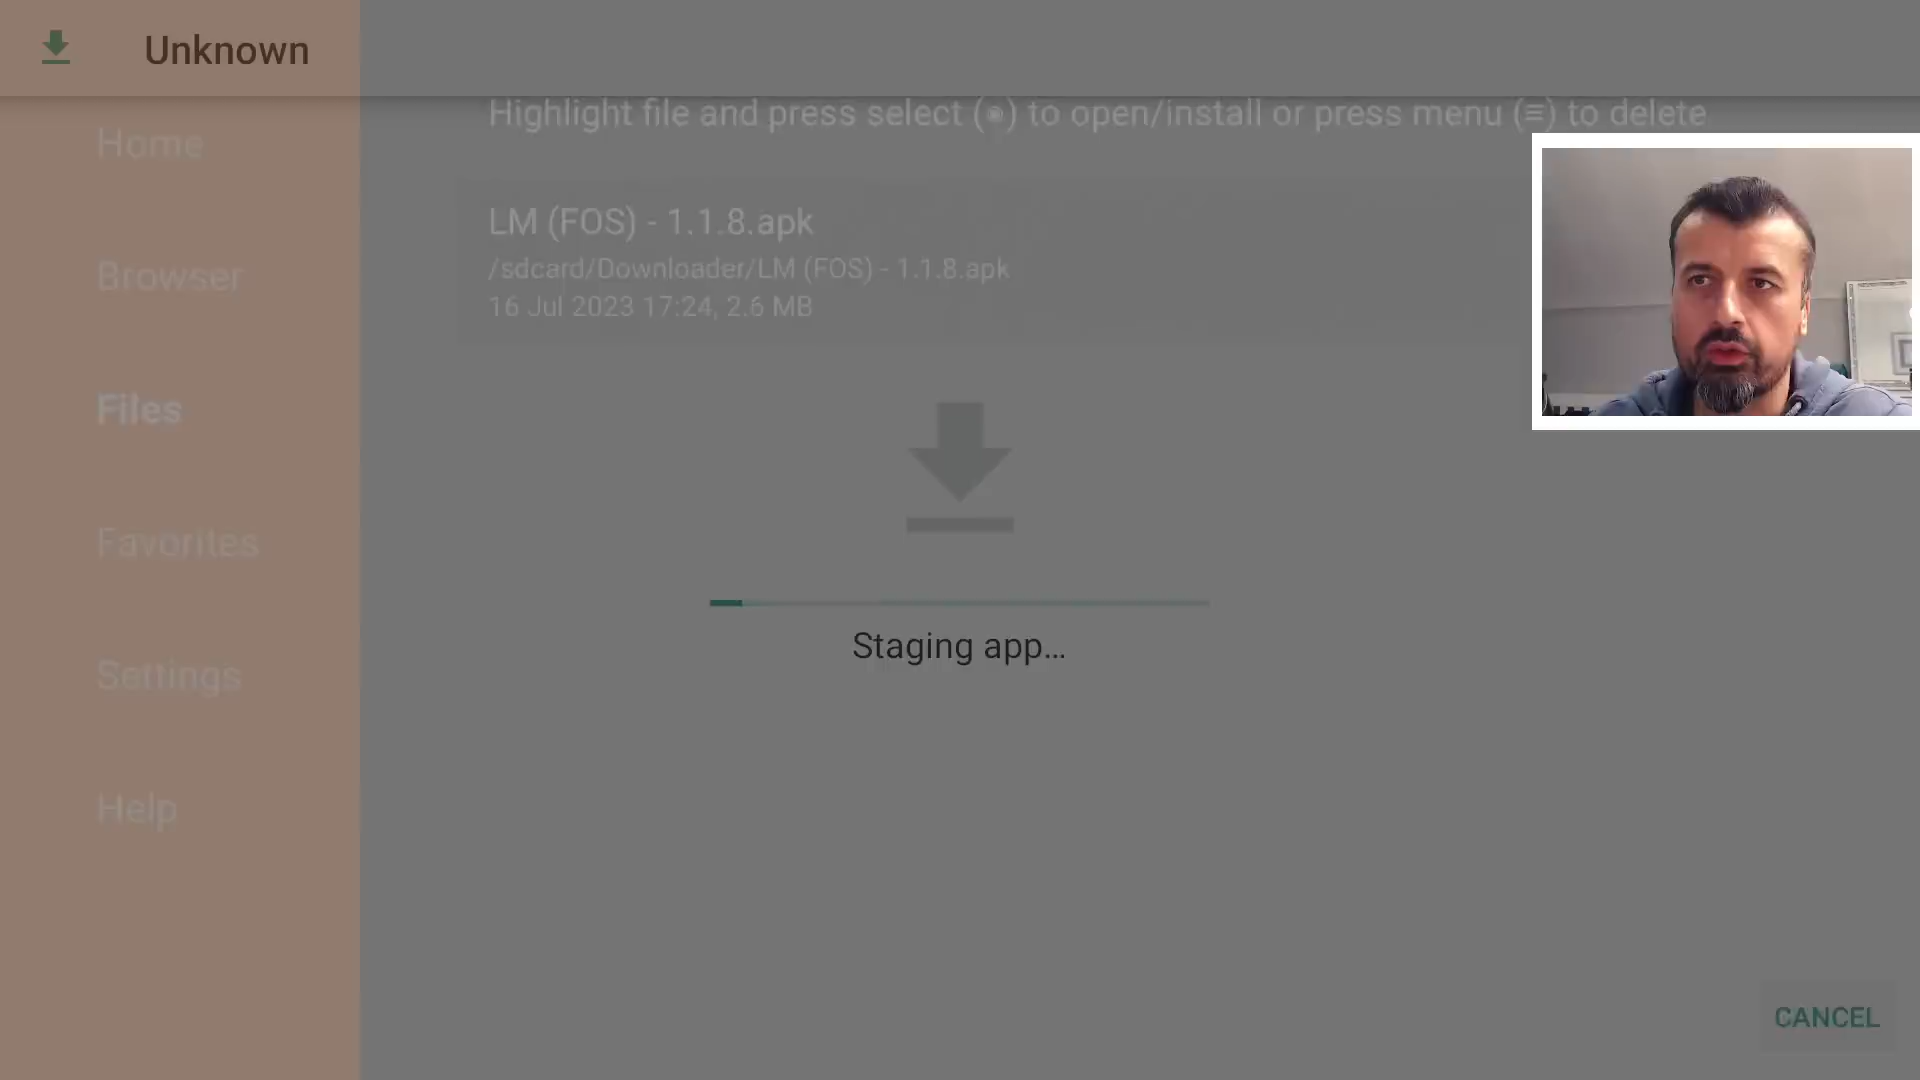 Unknown
Highlight file and press select (◉) to open/install or press menu (≡) to delete
Home
LM (FOS) - 1.1.8.apk
/sdcard/Downloader/LM (FOS) - 1.1.8.apk
16 Jul 2023 17:24, 2.6 MB
Browser
Files
Favorites
Staging app...
Settings
Help
CANCEL